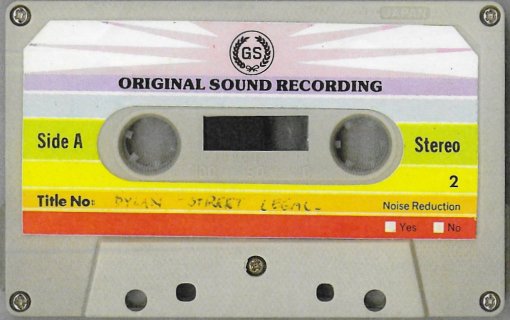 JAPAN
GS
ORIGINAL SOUND RECORDING
Side A
Stereo
2
Title No: DYLAN "STREET LEGAL"
Noise Reduction
Yes No